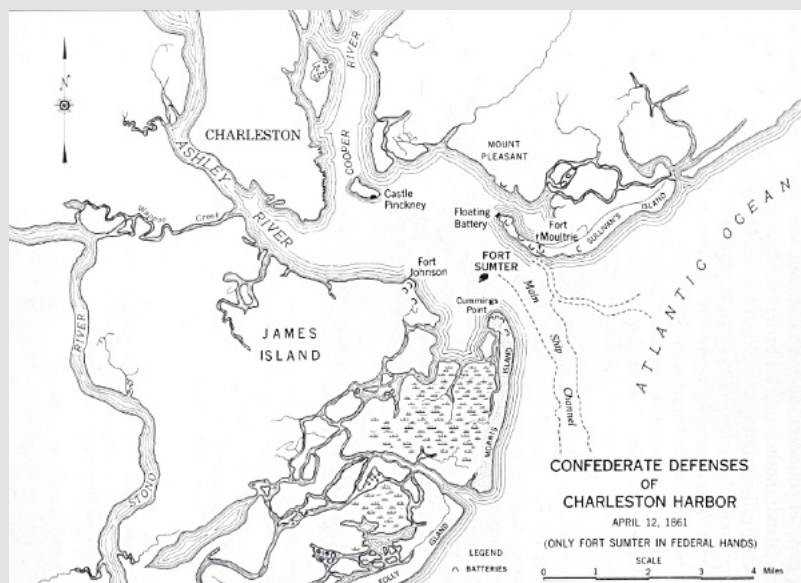 N
RIVER
COOPER
CHARLESTON
ASHLEY
RIVER
MOUNT
PLEASANT
Castle
Pinckney
Wappoo Creek
Floating
Battery
Fort
Moultrie
SULLIVAN'S ISLAND
Fort
Johnson
FORT
SUMTER
Cummings
Point
Main Ship Channel
ATLANTIC OCEAN
JAMES
ISLAND
MORRIS ISLAND
STONO RIVER
FOLLY ISLAND
CONFEDERATE DEFENSES
OF
CHARLESTON HARBOR
APRIL 12, 1861
(ONLY FORT SUMTER IN FEDERAL HANDS)
LEGEND
BATTERIES
SCALE
0 1 2 3 4 Miles